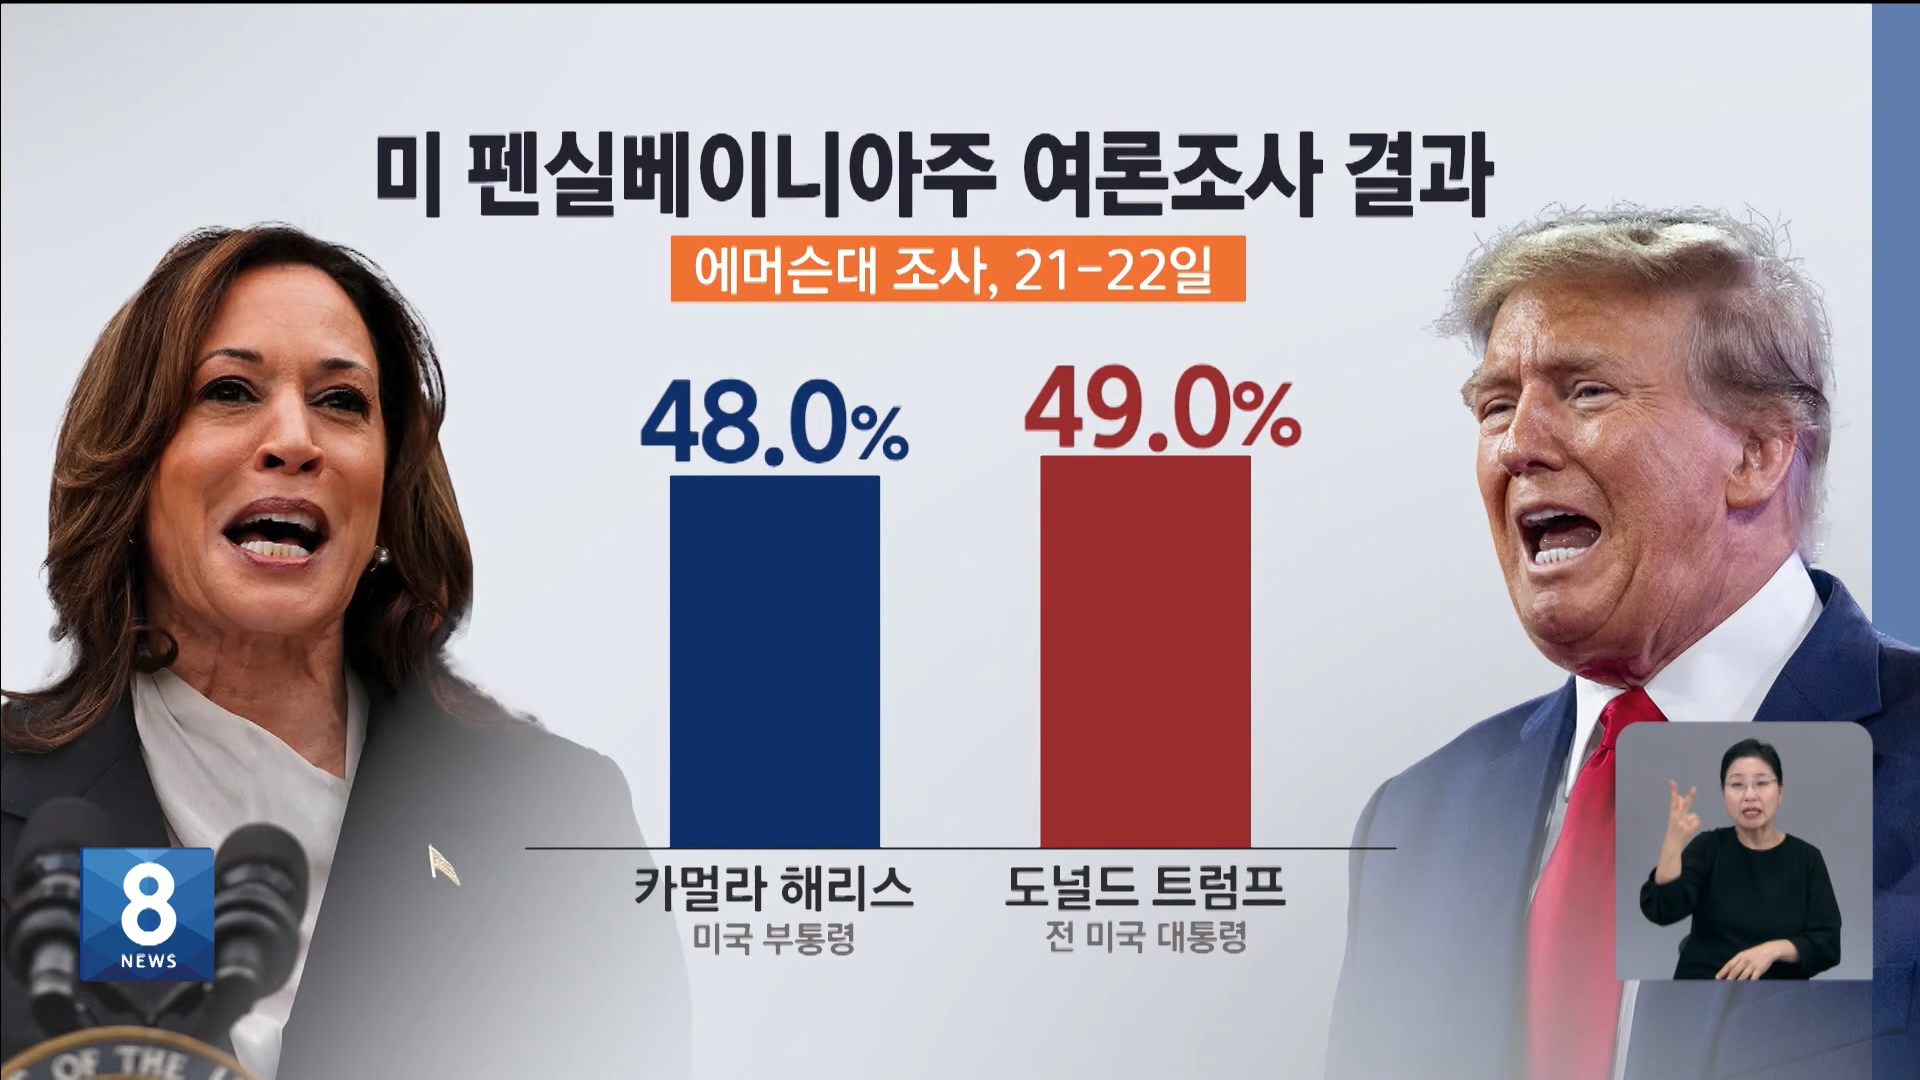 미 펜실베이니아주 여론조사 결과
에머슨대 조사, 21-22일
48.0%
49.0%
카멀라 해리스
도널드 트럼프
미국 부통령
전 미국 대통령
8
NEWS
OF THE